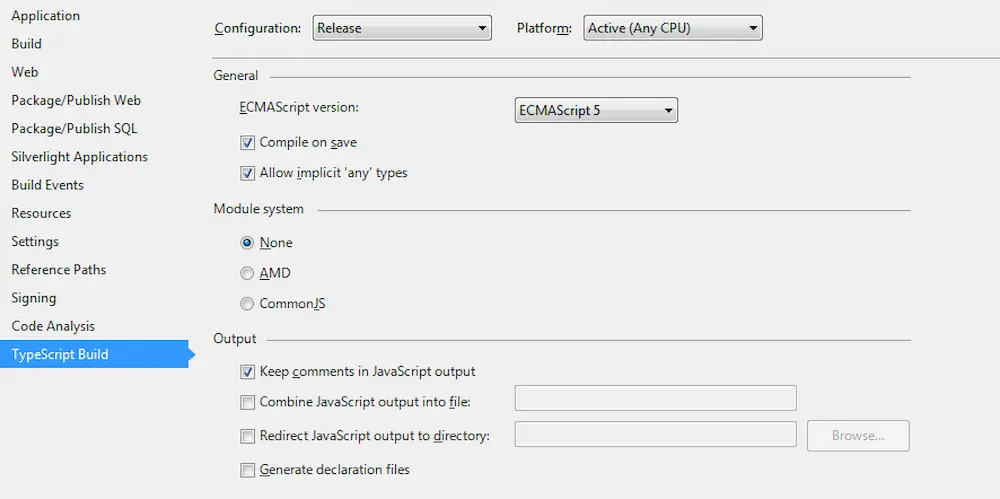 Application
Build
Web
Package/Publish Web
Package/Publish SQL
Silverlight Applications
Build Events
Resources
Settings
Reference Paths
Signing
Code Analysis
TypeScript Build
Configuration: Release Platform: Active (Any CPU)
General
ECMAScript version: ECMAScript 5
Compile on save
Allow implicit 'any' types
Module system
None
AMD
CommonJS
Output
Keep comments in JavaScript output
Combine JavaScript output into file:
Redirect JavaScript output to directory: Browse...
Generate declaration files